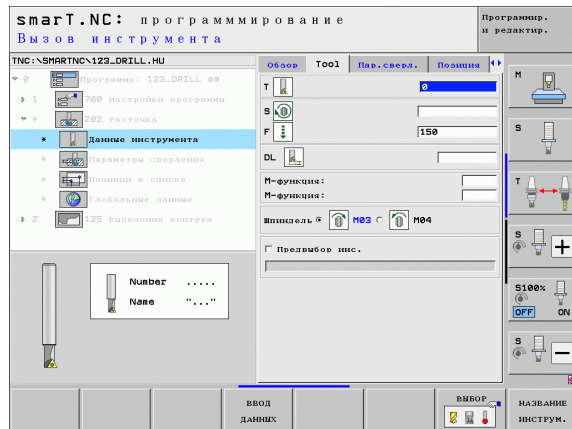 smarT.NC: программмирование
Вызов инструмента
Программир.
и редактир.
TNC:\SMARTNC\123_DRILL.HU
0 Программа: 123_DRILL mm
1 700 Настройки программы
* 202 Расточка
* Данные инструмента
* Параметры сверления
* Позиции в списке
* Глобальные данные
2 125 Выделение контура
Number .....
Name "..."
Обзор Tool Пар.сверл. Позиция
T 0
S
F 150
DL
M-функция:
M-функция:
Шпиндель M03 M04
Предвыбор инс.
M
S
T
S
S100%
OFF ON
S
ВВОД
ДАННЫХ
ВЫБОР
НАЗВАНИЕ
ИНСТРУМ.